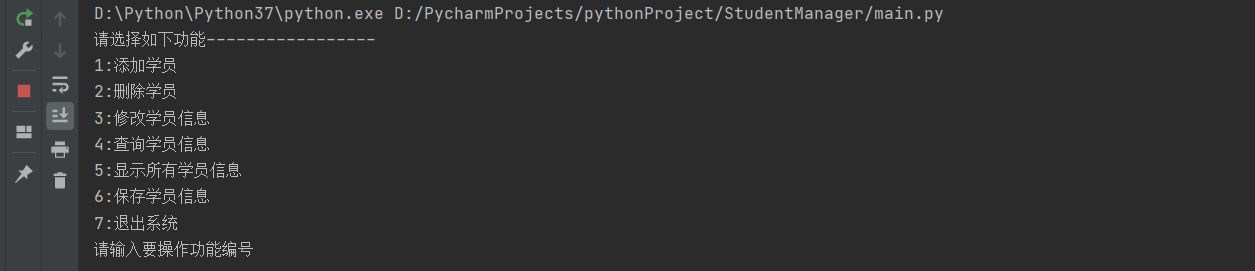 D:\Python\Python37\python.exe D:/PycharmProjects/pythonProject/StudentManager/main.py
请选择如下功能-----------------
1:添加学员
2:删除学员
3:修改学员信息
4:查询学员信息
5:显示所有学员信息
6:保存学员信息
7:退出系统
请输入要操作功能编号